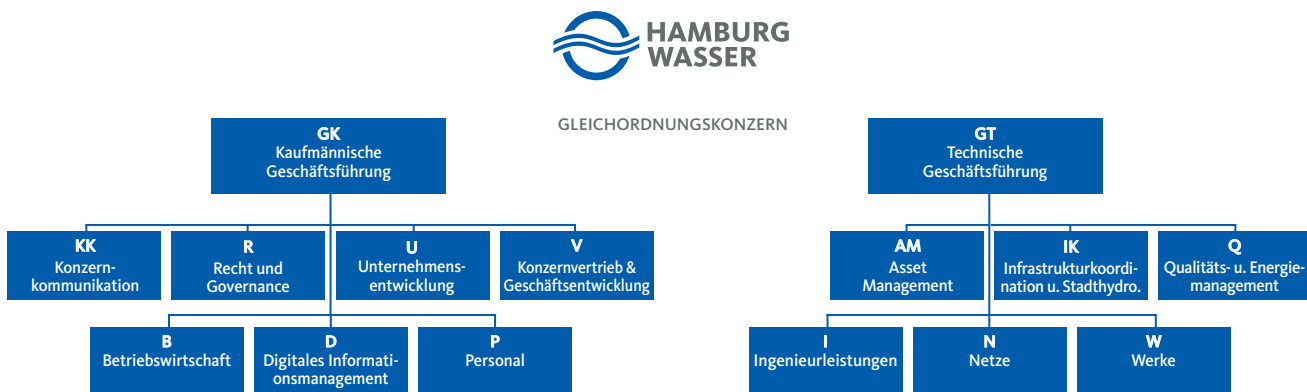 HAMBURG
WASSER
GLEICHORDNUNGSKONZERN
GK
Kaufmännische
Geschäftsführung
GT
Technische
Geschäftsführung
KK
Konzern-
kommunikation
R
Recht und
Governance
U
Unternehmens-
entwicklung
V
Konzernvertrieb &
Geschäftsentwicklung
AM
Asset
Management
IK
Infrastrukturkoordi-
nation u. Stadthydro.
Q
Qualitäts- u. Energie-
management
B
Betriebswirtschaft
D
Digitales Informati-
onsmanagement
P
Personal
I
Ingenieurleistungen
N
Netze
W
Werke